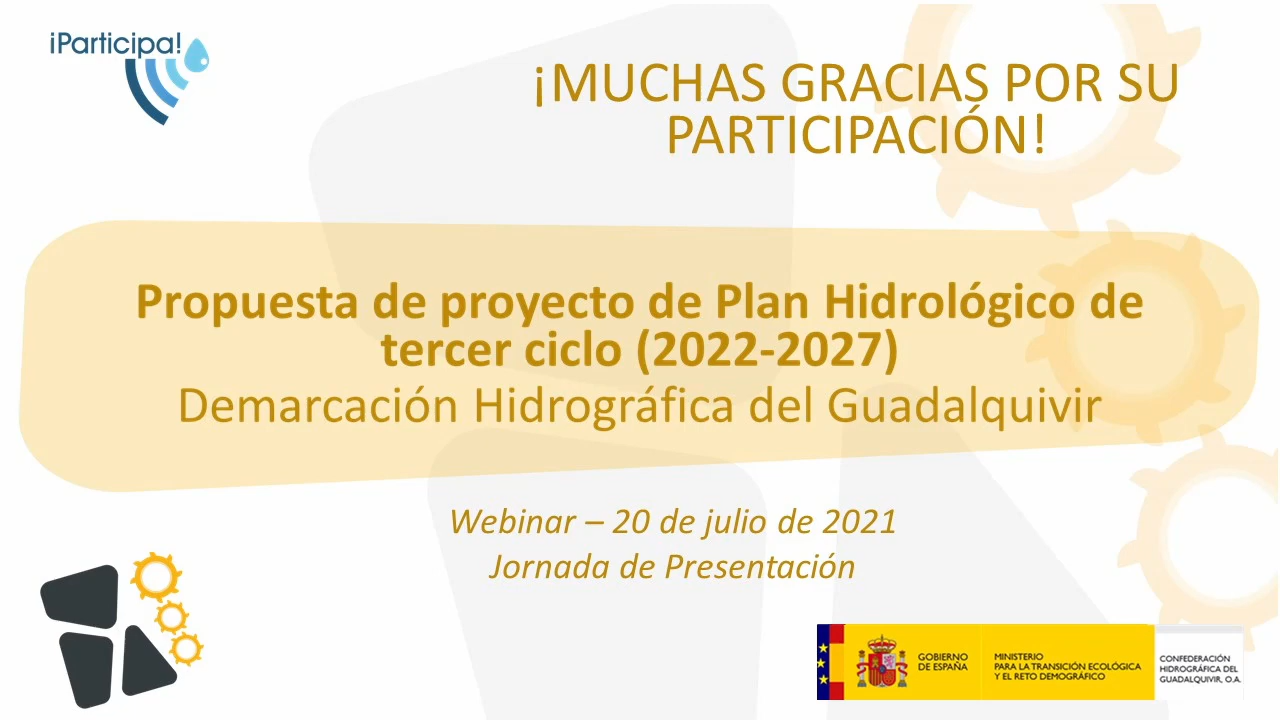 ¡Participa!
¡MUCHAS GRACIAS POR SU
PARTICIPACIÓN!
Propuesta de proyecto de Plan Hidrológico de
tercer ciclo (2022-2027)
Demarcación Hidrográfica del Guadalquivir
Webinar – 20 de julio de 2021
Jornada de Presentación
GOBIERNO
DE ESPAÑA
MINISTERIO
PARA LA TRANSICIÓN ECOLÓGICA
Y EL RETO DEMOGRÁFICO
CONFEDERACIÓN
HIDROGRÁFICA DEL
GUADALQUIVIR, O.A.